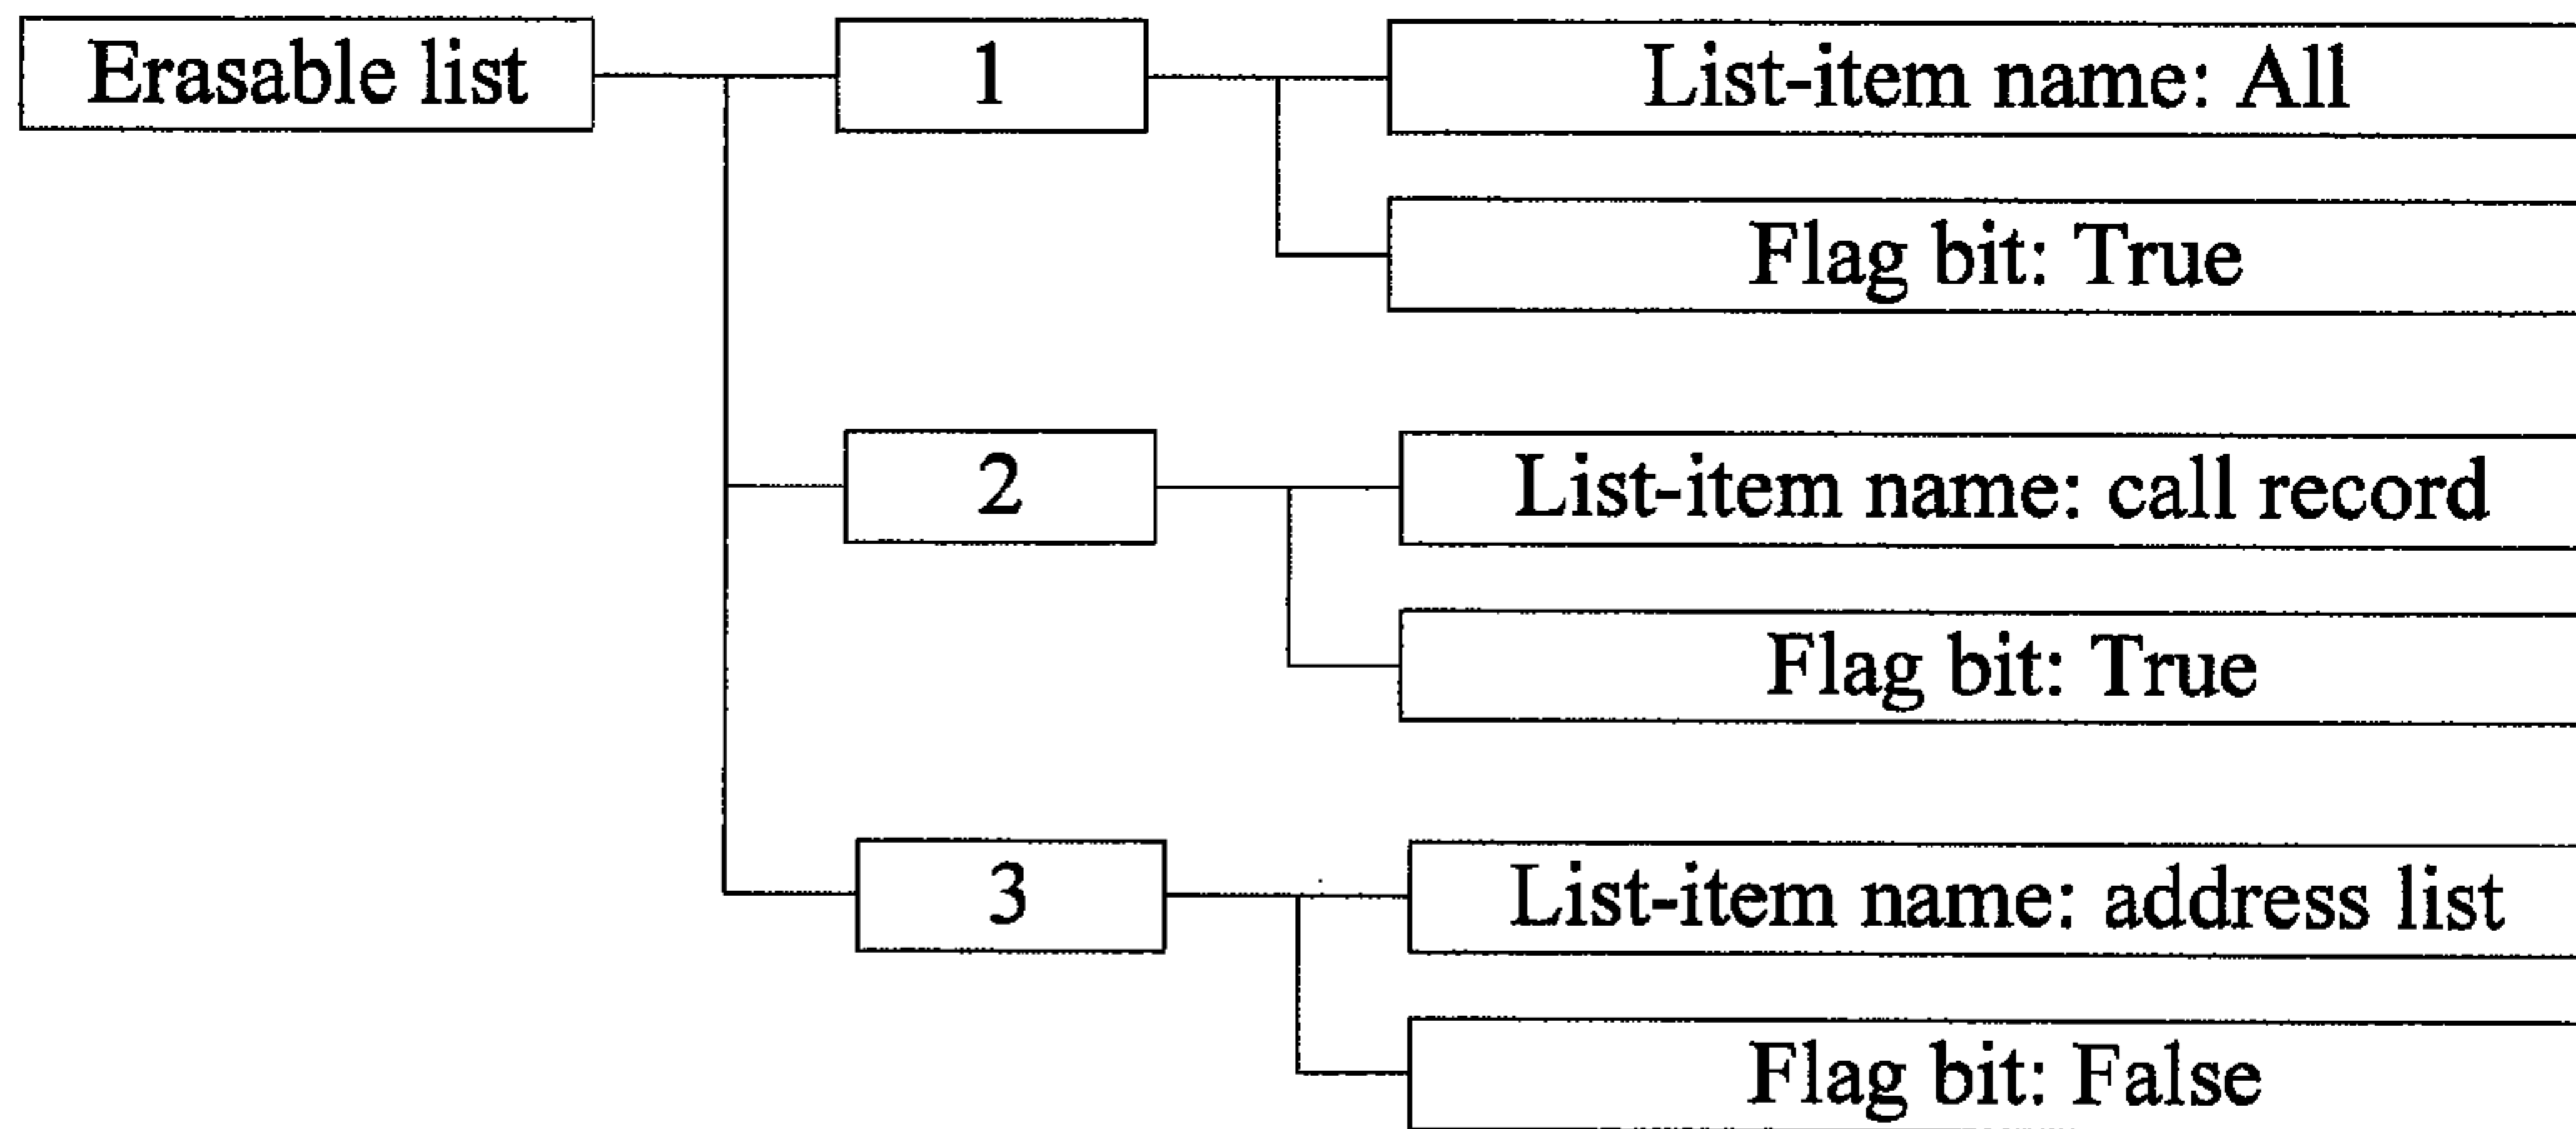 Erasable list
1
List-item name: All
Flag bit: True
2
List-item name: call record
Flag bit: True
3
List-item name: address list
Flag bit: False